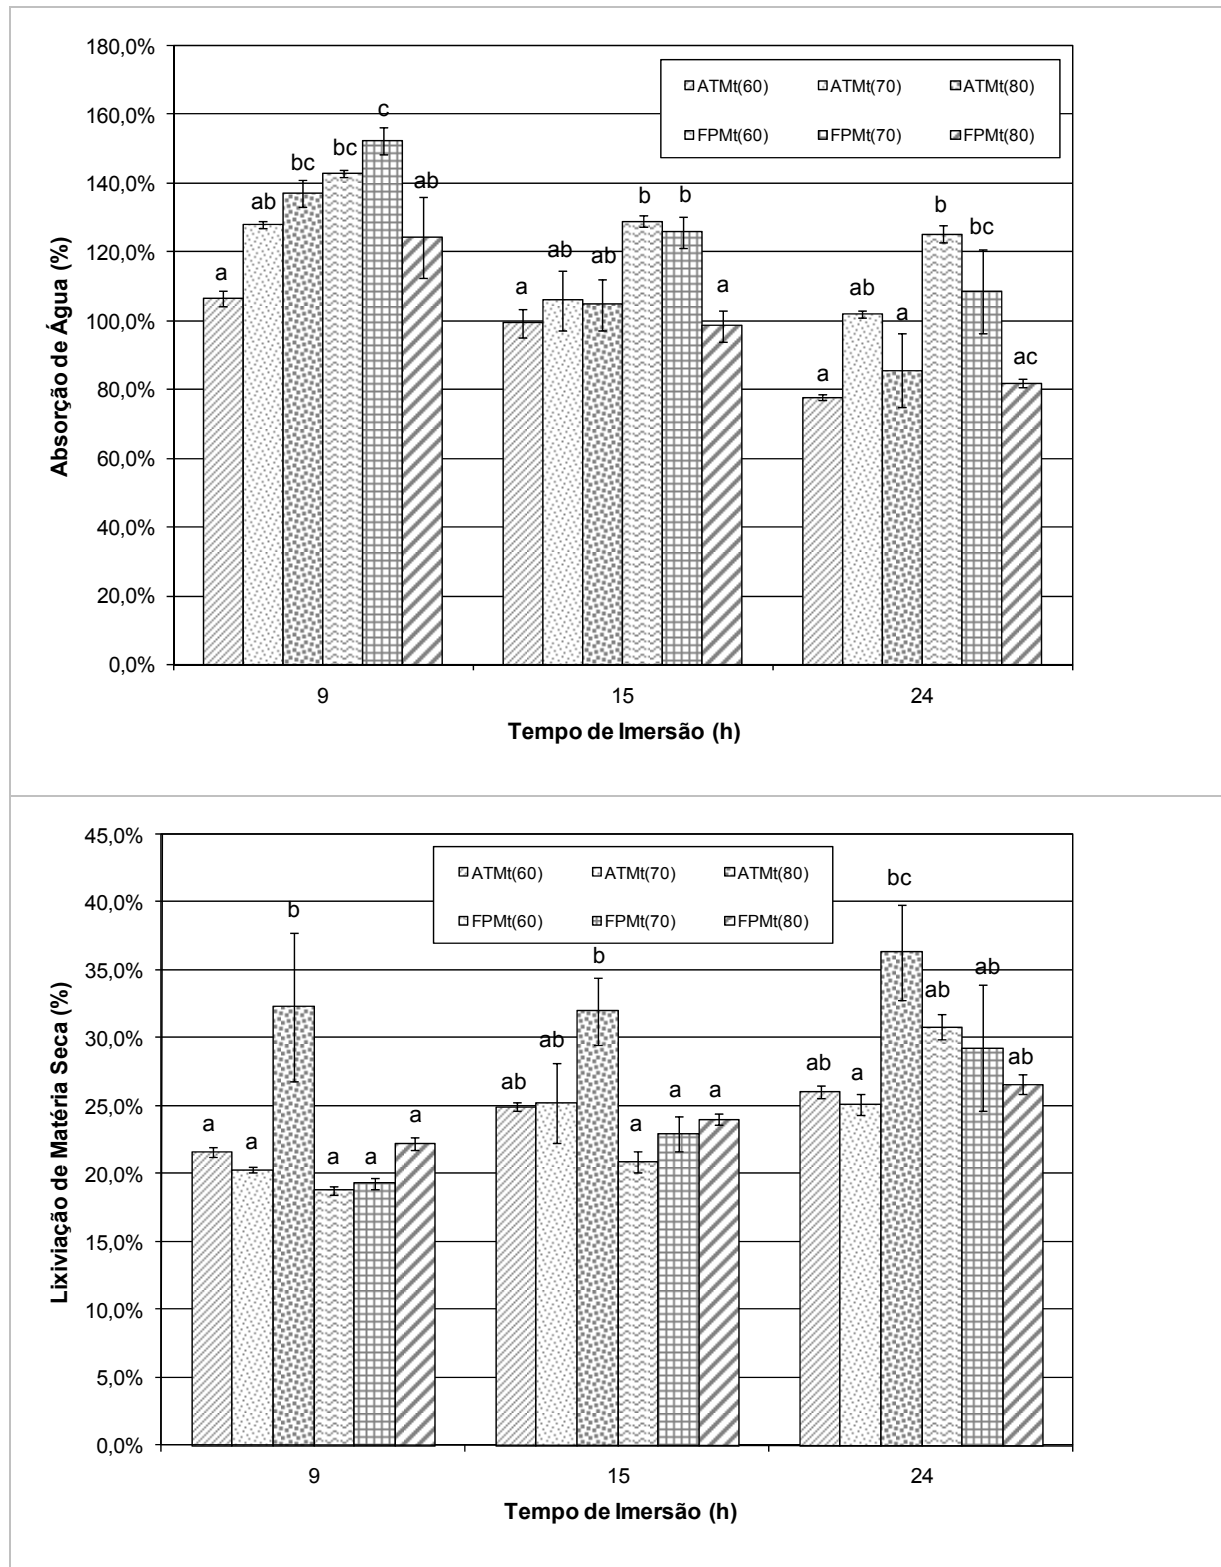 180,0%
160,0%
140,0%
120,0%
100,0%
80,0%
60,0%
40,0%
20,0%
0,0%
Absorção de Água (%)
ATMt(60) ATMt(70) ATMt(80)
FPMt(60) FPMt(70) FPMt(80)
a ab bc bc c ab
a ab ab b b a
a ab a b bc ac
9 15 24
Tempo de Imersão (h)
45,0%
40,0%
35,0%
30,0%
25,0%
20,0%
15,0%
10,0%
5,0%
0,0%
Lixiviação de Matéria Seca (%)
ATMt(60) ATMt(70) ATMt(80)
FPMt(60) FPMt(70) FPMt(80)
a a b a a a
ab ab b a a a
ab a bc ab ab ab
9 15 24
Tempo de Imersão (h)